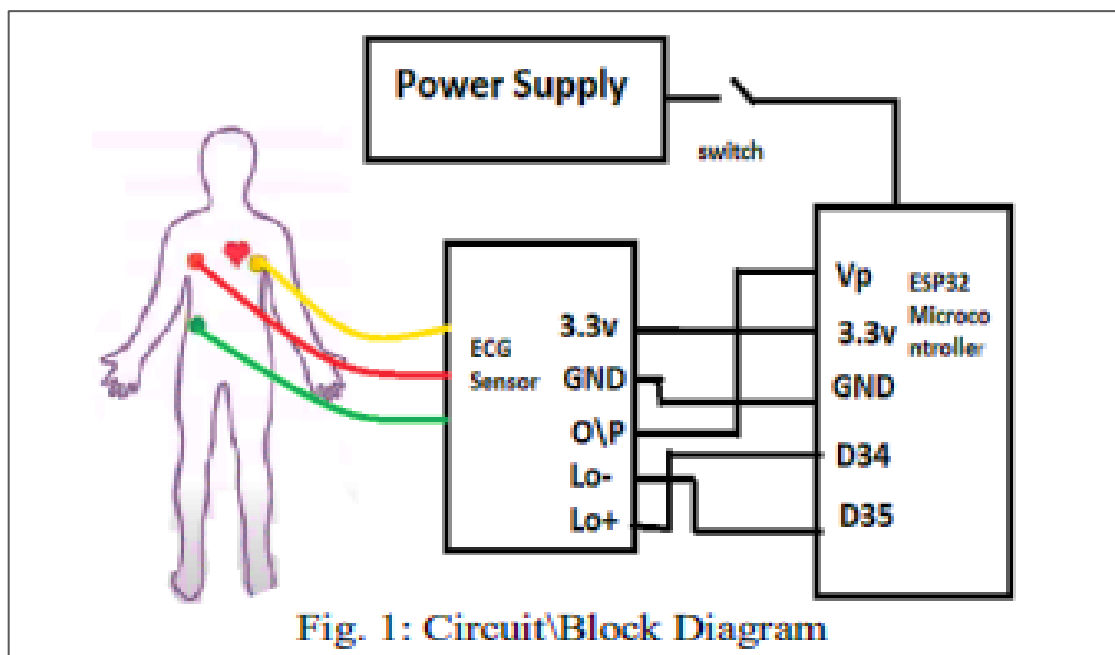 Power Supply
switch
ECG
Sensor
3.3v
GND
O\P
Lo-
Lo+
Vp
3.3v
GND
D34
D35
ESP32
Microco
ntroller
Fig. 1: Circuit\Block Diagram